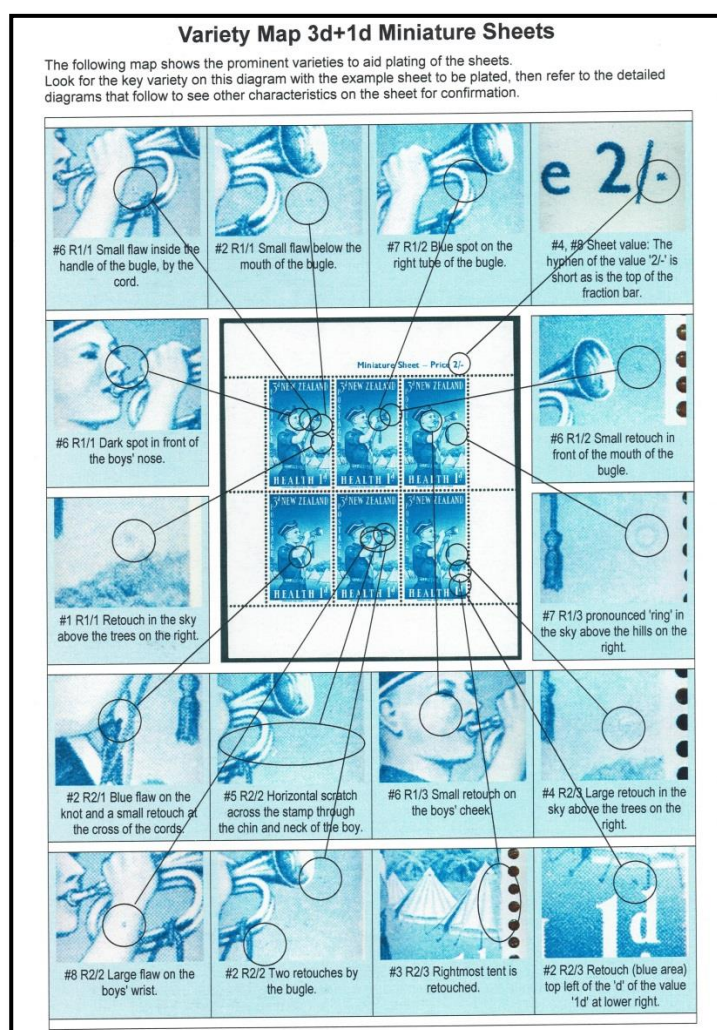 Variety Map 3d+1d Miniature Sheets
The following map shows the prominent varieties to aid plating of the sheets.
Look for the key variety on this diagram with the example sheet to be plated, then refer to the detailed
diagrams that follow to see other characteristics on the sheet for confirmation.
e 2/-
#6 R1/1 Small flaw inside the
handle of the bugle, by the
cord.
#2 R1/1 Small flaw below the
mouth of the bugle.
#7 R1/2 Blue spot on the
right tube of the bugle.
#4, #8 Sheet value: The
hyphen of the value '2/-' is
short as is the top of the
fraction bar.
#6 R1/1 Dark spot in front of
the boys' nose.
Miniature Sheet – Price 2/-
3d NEW ZEALAND 3d NEW ZEALAND 3d NEW ZEALAND
HEALTH 1d HEALTH 1d HEALTH 1d
3d NEW ZEALAND 3d NEW ZEALAND 3d NEW ZEALAND
HEALTH 1d HEALTH 1d HEALTH 1d
#6 R1/2 Small retouch in
front of the mouth of the
bugle.
#1 R1/1 Retouch in the sky
above the trees on the right.
#7 R1/3 pronounced 'ring' in
the sky above the hills on the
right.
#2 R2/1 Blue flaw on the
knot and a small retouch at
the cross of the cords.
#5 R2/2 Horizontal scratch
across the stamp through
the chin and neck of the boy.
#6 R1/3 Small retouch on
the boys' cheek.
#4 R2/3 Large retouch in the
sky above the trees on the
right.
1d
#8 R2/2 Large flaw on the
boys' wrist.
#2 R2/2 Two retouches by
the bugle.
#3 R2/3 Rightmost tent is
retouched.
#2 R2/3 Retouch (blue area)
top left of the 'd' of the value
'1d' at lower right.